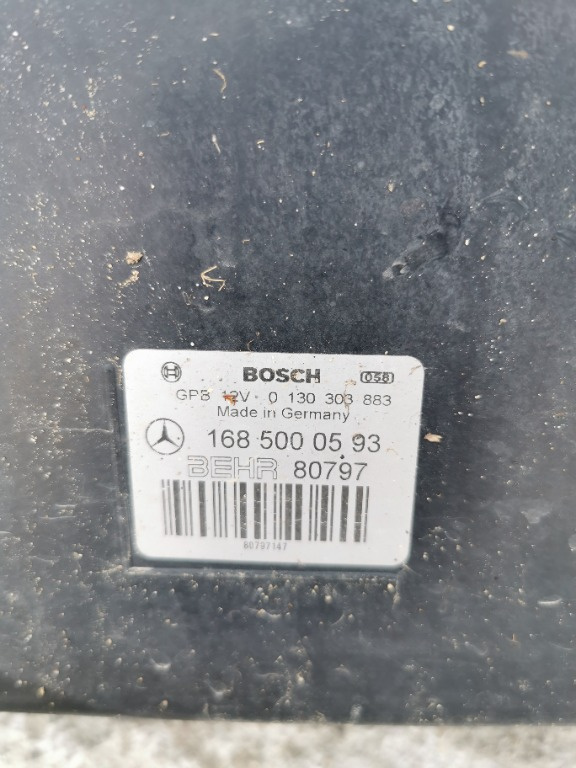 BOSCH 058
GPB 12V 0 130 303 883
Made in Germany
168 500 05 93
BEHR 80797
80797147